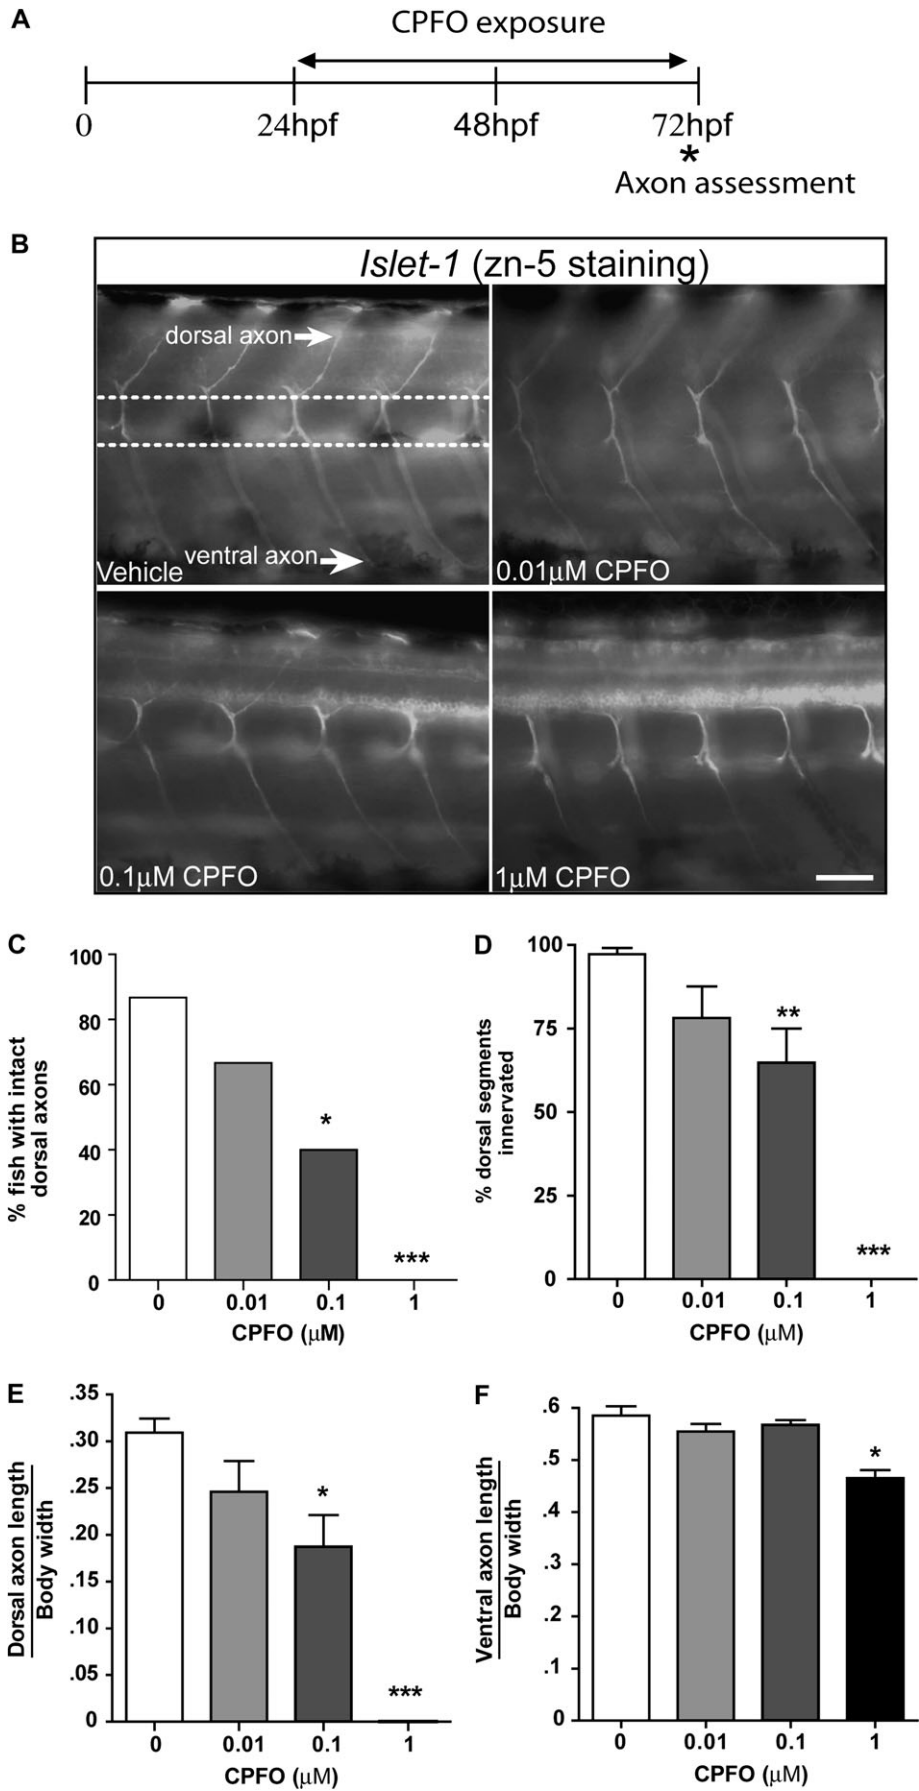 A
CPFO exposure
0 24hpf 48hpf 72hpf
*
Axon assessment
B
Islet-1 (zn-5 staining)
dorsal axon
ventral axon
Vehicle
0.01μM CPFO
0.1μM CPFO
1μM CPFO
C
% fish with intact
dorsal axons
100
80
60
40
20
0
*
***
0 0.01 0.1 1
CPFO (μM)
D
% dorsal segments
innervated
100
75
50
25
0
**
***
0 0.01 0.1 1
CPFO (μM)
E
Dorsal axon length
Body width
.35
.30
.25
.20
.15
.10
.05
0
*
***
0 0.01 0.1 1
CPFO (μM)
F
Ventral axon length
Body width
.6
.5
.4
.3
.2
.1
0
*
0 0.01 0.1 1
CPFO (μM)